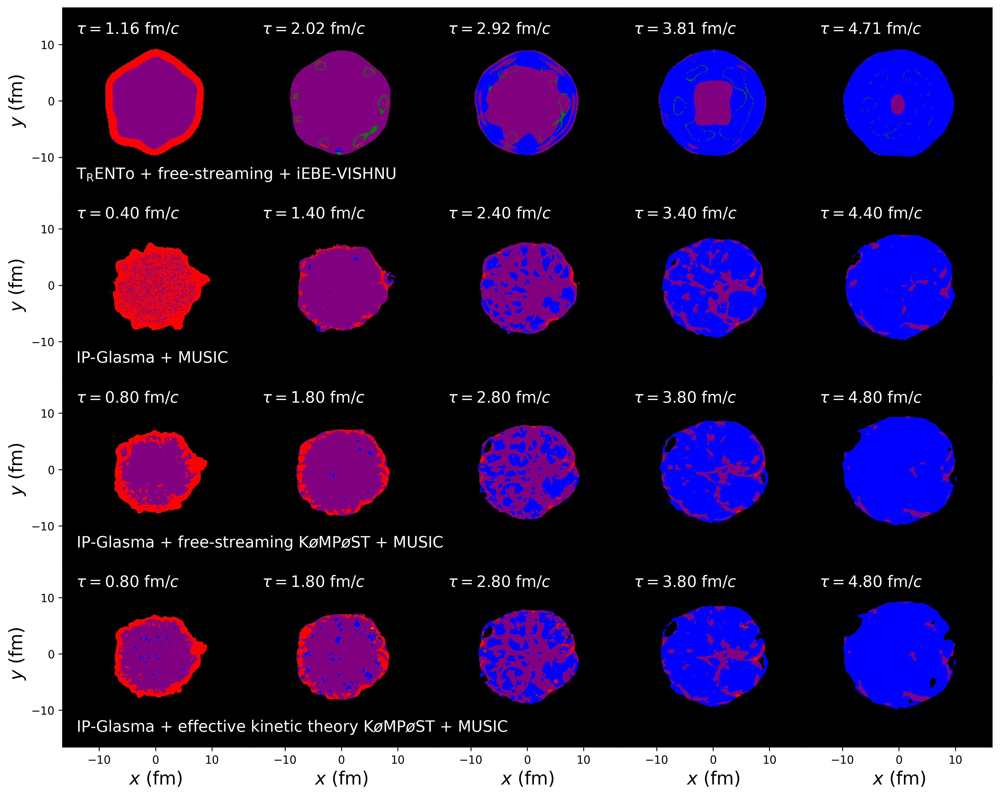 τ = 1.16 fm/c τ = 2.02 fm/c τ = 2.92 fm/c τ = 3.81 fm/c τ = 4.71 fm/c
10
y (fm)
0
−10
TRENTo + free-streaming + iEBE-VISHNU
τ = 0.40 fm/c τ = 1.40 fm/c τ = 2.40 fm/c τ = 3.40 fm/c τ = 4.40 fm/c
10
y (fm)
0
−10
IP-Glasma + MUSIC
τ = 0.80 fm/c τ = 1.80 fm/c τ = 2.80 fm/c τ = 3.80 fm/c τ = 4.80 fm/c
10
y (fm)
0
−10
IP-Glasma + free-streaming KøMPøST + MUSIC
τ = 0.80 fm/c τ = 1.80 fm/c τ = 2.80 fm/c τ = 3.80 fm/c τ = 4.80 fm/c
10
y (fm)
0
−10
IP-Glasma + effective kinetic theory KøMPøST + MUSIC
−10 0 10 −10 0 10 −10 0 10 −10 0 10 −10 0 10
x (fm) x (fm) x (fm) x (fm) x (fm)